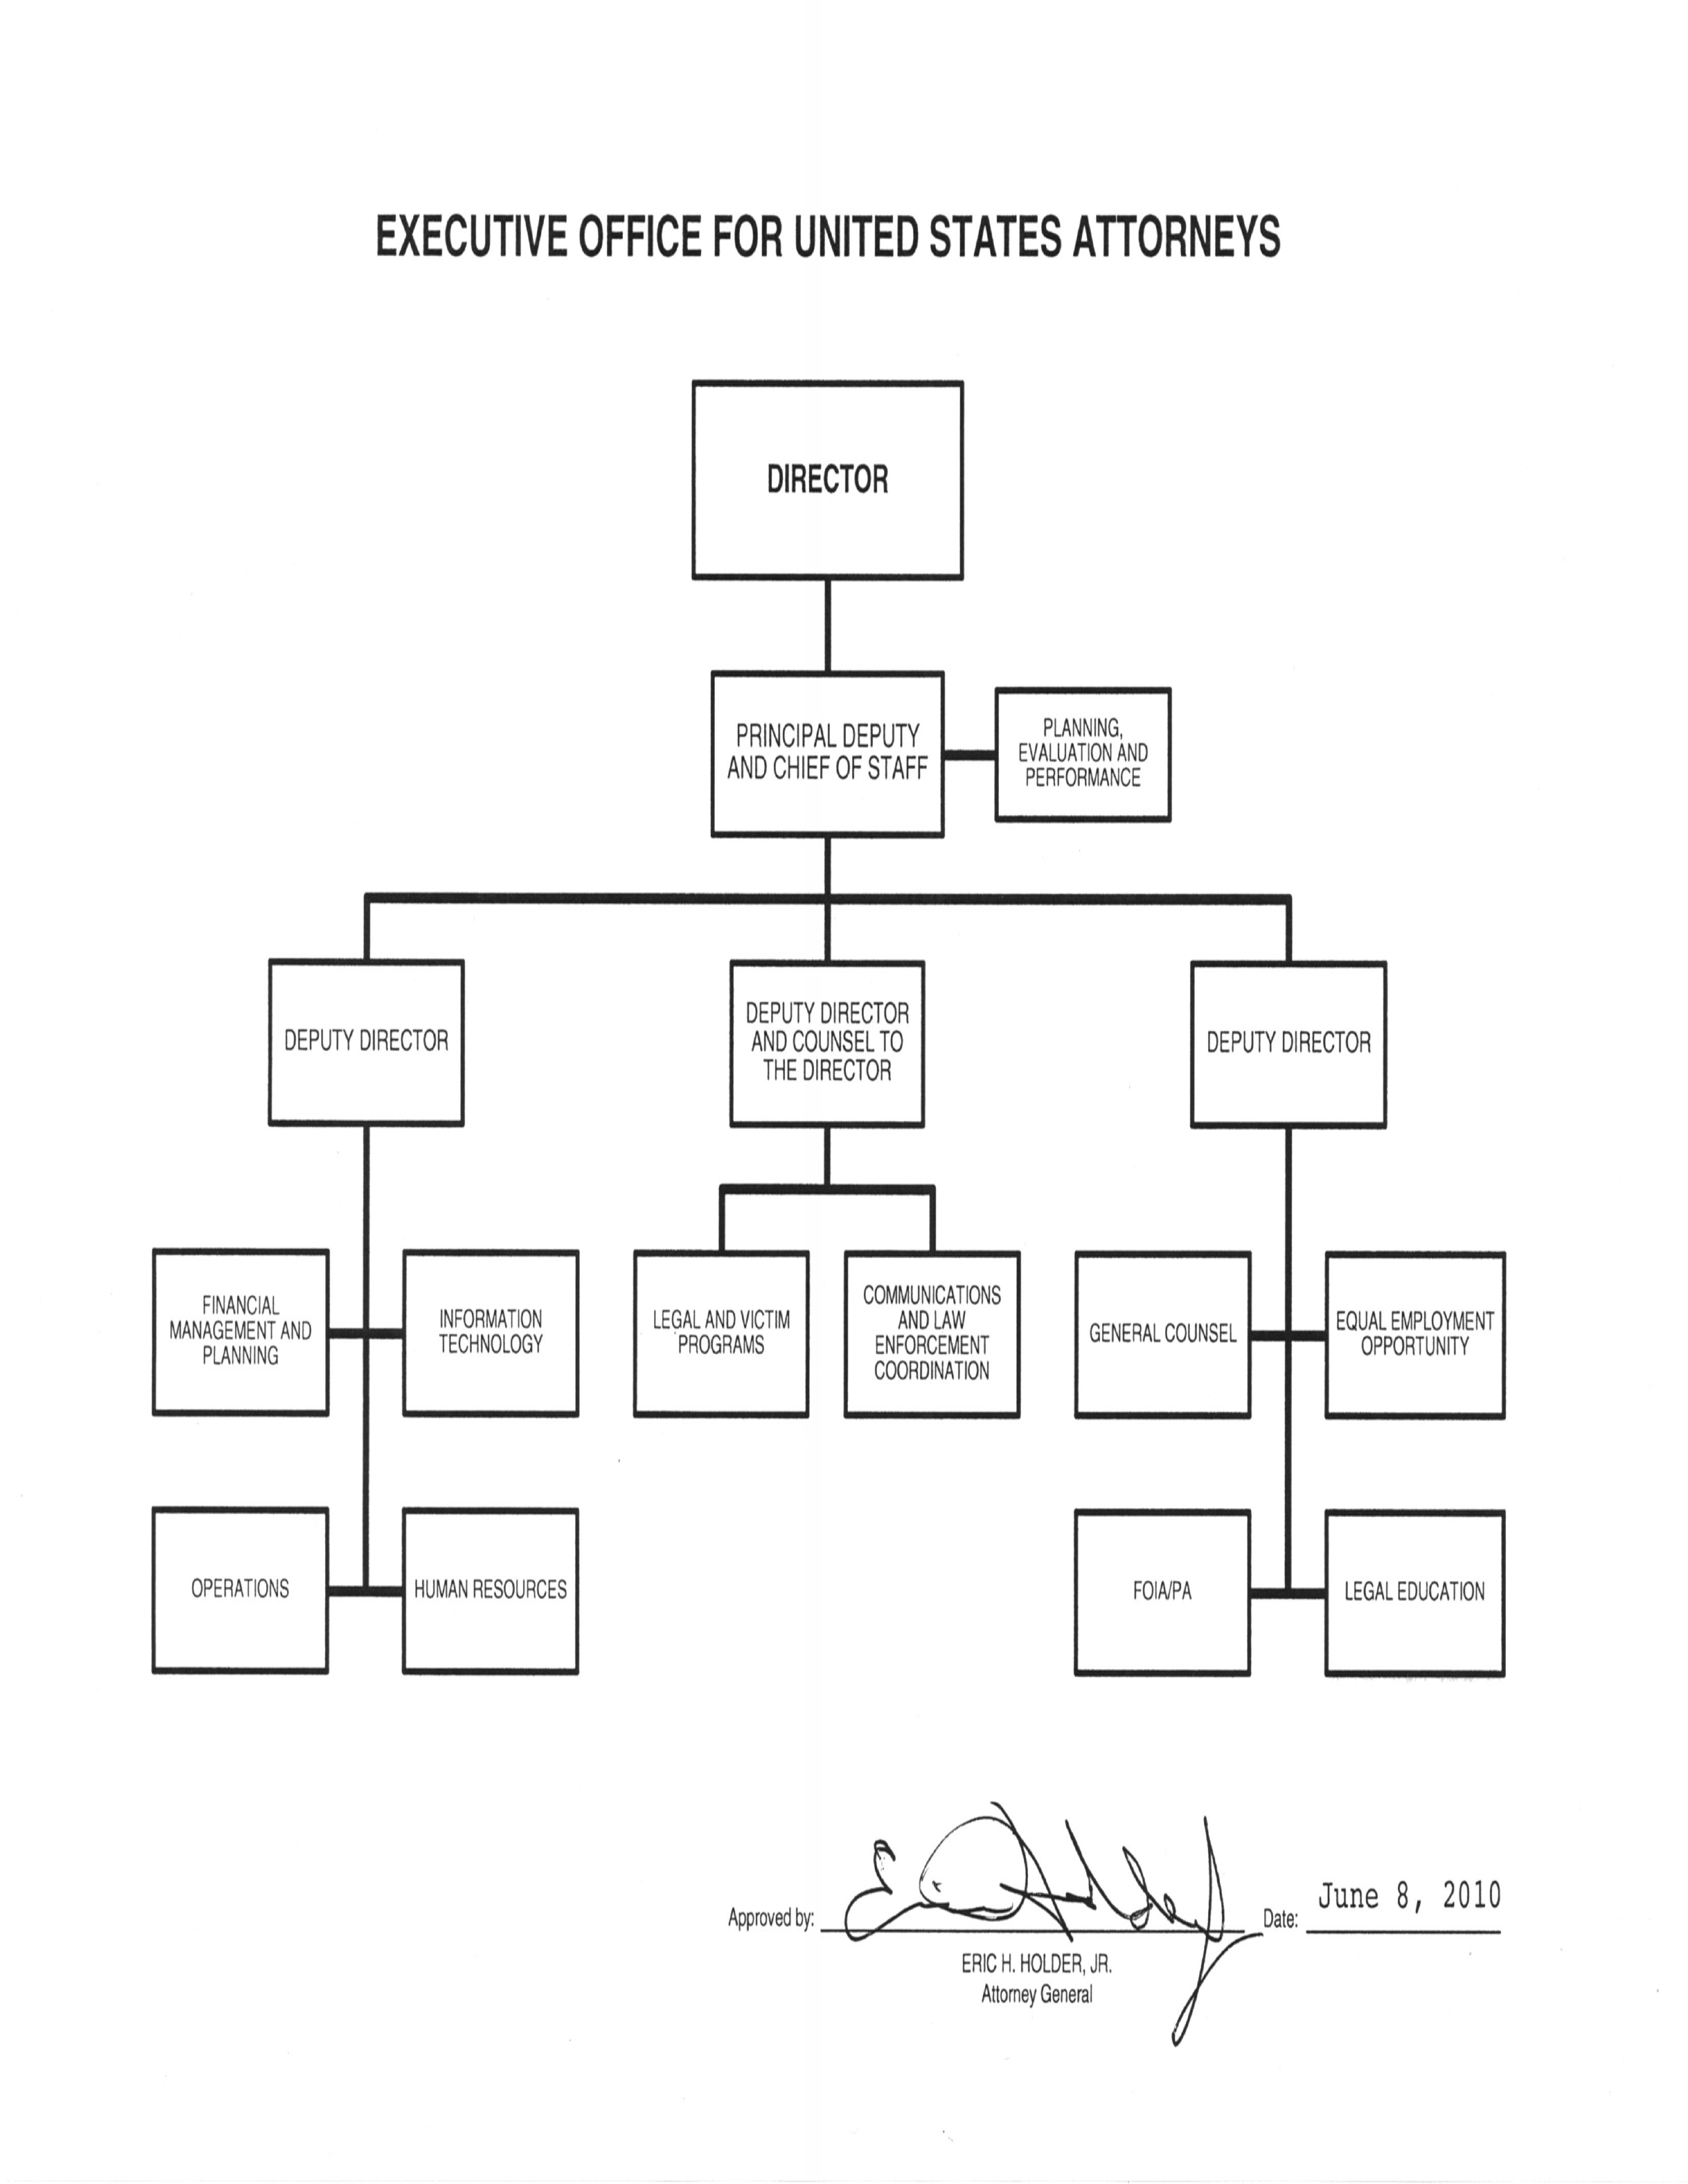 EXECUTIVE OFFICE FOR UNITED STATES ATTORNEYS
DIRECTOR
PRINCIPAL DEPUTY
AND CHIEF OF STAFF
PLANNING,
EVALUATION AND
PERFORMANCE
DEPUTY DIRECTOR
DEPUTY DIRECTOR
AND COUNSEL TO
THE DIRECTOR
DEPUTY DIRECTOR
FINANCIAL
MANAGEMENT AND
PLANNING
INFORMATION
TECHNOLOGY
LEGAL AND VICTIM
PROGRAMS
COMMUNICATIONS
AND LAW
ENFORCEMENT
COORDINATION
GENERAL COUNSEL
EQUAL EMPLOYMENT
OPPORTUNITY
OPERATIONS
HUMAN RESOURCES
FOIA/PA
LEGAL EDUCATION
Approved by:
Date: June 8, 2010
ERIC H. HOLDER, JR.
Attorney General